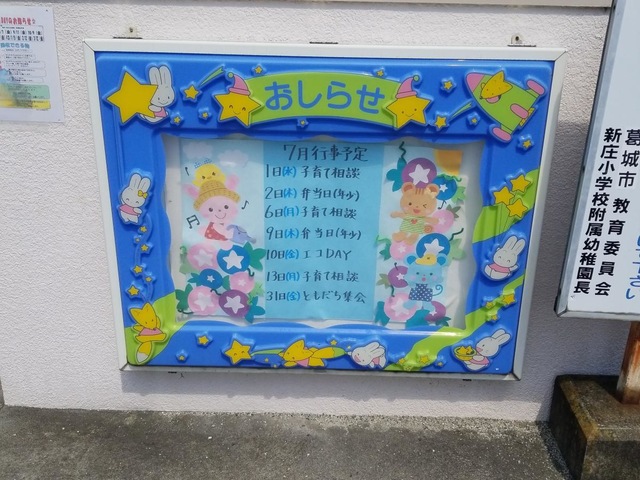 おしらせ
7月行事予定
1日(水)子育て相談
2日(木)弁当日(年少)
6日(月)子育て相談
9日(木)弁当日(年少)
10日(金)エコDAY
13日(月)子育て相談
31日(金)ともだち集会
葛城市教育委員会
新庄小学校附属幼稚園長